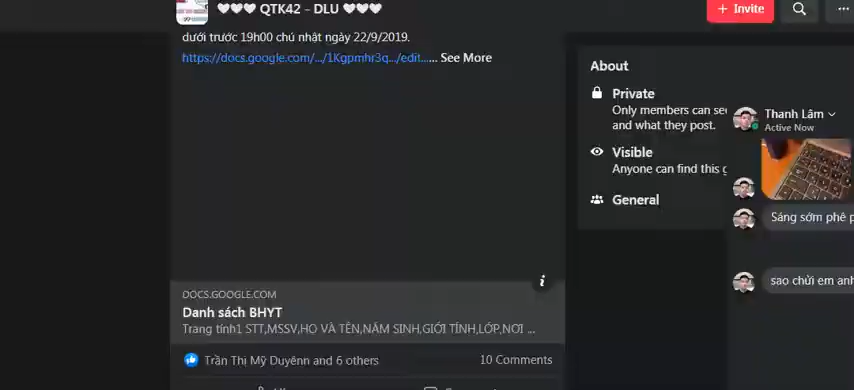 ♥♥♥ QTK42 - DLU ♥♥♥
+ Invite
dưới trước 19h00 chủ nhật ngày 22/9/2019.
https://docs.google.com/.../1Kgpmhr3q.../edit...... See More
DOCS.GOOGLE.COM
Danh sách BHYT
Trang tính1 STT,MSSV,HỌ VÀ TÊN,NĂM SINH,GIỚI TÍNH,LỚP,NƠI ...
Trần Thị Mỹ Duyênn and 6 others
10 Comments
About
Private
Only members can see
and what they post.
Visible
Anyone can find this g
General
Thanh Lâm
Active Now
Sáng sớm phê p
sao chửi em anh